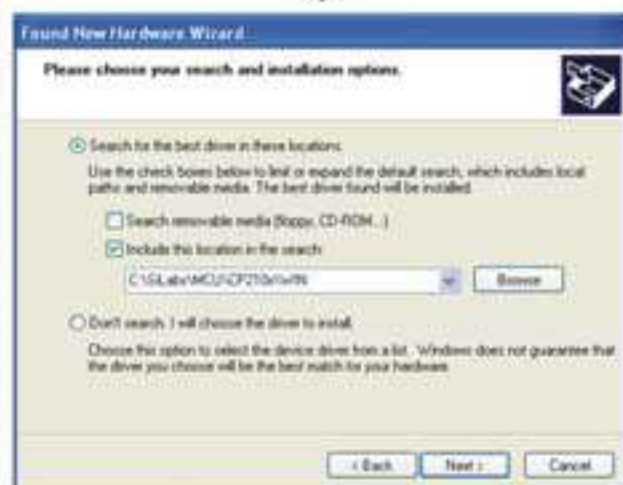 Found New Hardware Wizard
Please choose your search and installation options.
Search for the best driver in these locations.
Use the check boxes below to limit or expand the default search, which includes local
paths and removable media. The best driver found will be installed.
Search removable media (floppy, CD-ROM...)
Include this location in the search:
C:\SiLabs\MCU\CP210x\WIN
Browse
Don't search. I will choose the driver to install.
Choose this option to select the device driver from a list. Windows does not guarantee that
the driver you choose will be the best match for your hardware.
< Back
Next >
Cancel